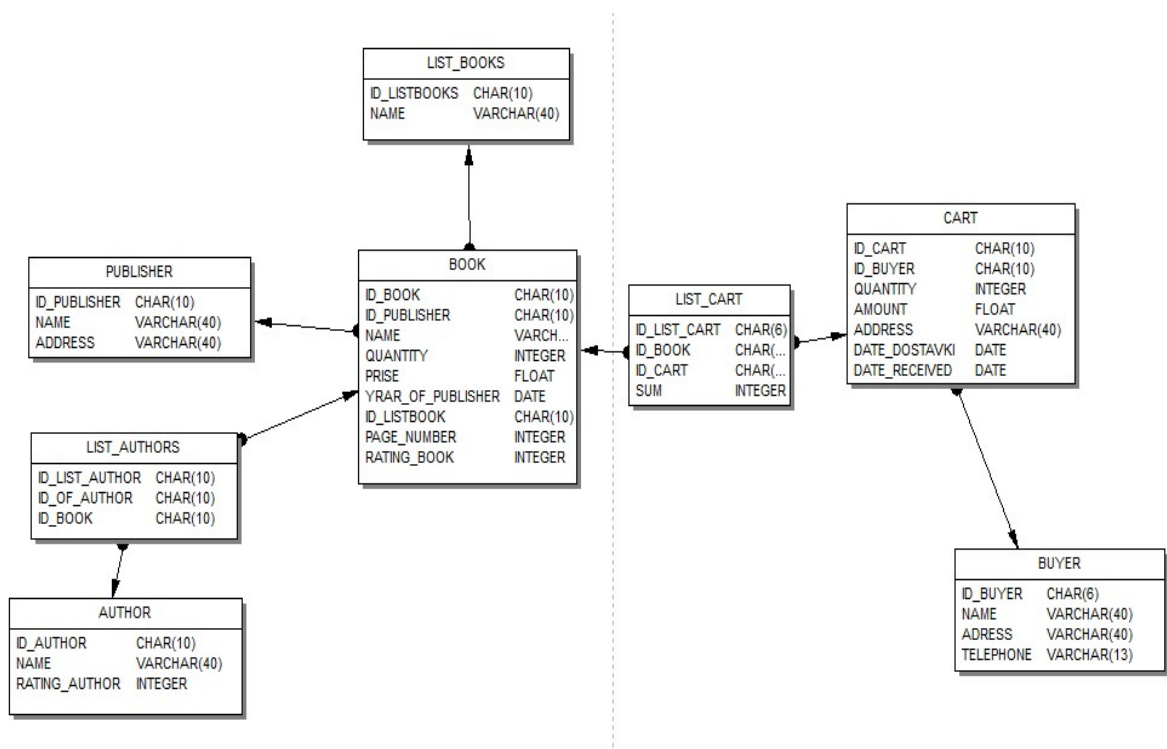 LIST_BOOKS
ID_LISTBOOKS CHAR(10)
NAME VARCHAR(40)
PUBLISHER
ID_PUBLISHER CHAR(10)
NAME VARCHAR(40)
ADDRESS VARCHAR(40)
BOOK
ID_BOOK CHAR(10)
ID_PUBLISHER CHAR(10)
NAME VARCH...
QUANTITY INTEGER
PRISE FLOAT
YRAR_OF_PUBLISHER DATE
ID_LISTBOOK CHAR(10)
PAGE_NUMBER INTEGER
RATING_BOOK INTEGER
LIST_AUTHORS
ID_LIST_AUTHOR CHAR(10)
ID_OF_AUTHOR CHAR(10)
ID_BOOK CHAR(10)
AUTHOR
ID_AUTHOR CHAR(10)
NAME VARCHAR(40)
RATING_AUTHOR INTEGER
LIST_CART
ID_LIST_CART CHAR(6)
ID_BOOK CHAR(...
ID_CART CHAR(...
SUM INTEGER
CART
ID_CART CHAR(10)
ID_BUYER CHAR(10)
QUANTITY INTEGER
AMOUNT FLOAT
ADDRESS VARCHAR(40)
DATE_DOSTAVKI DATE
DATE_RECEIVED DATE
BUYER
ID_BUYER CHAR(6)
NAME VARCHAR(40)
ADRESS VARCHAR(40)
TELEPHONE VARCHAR(13)